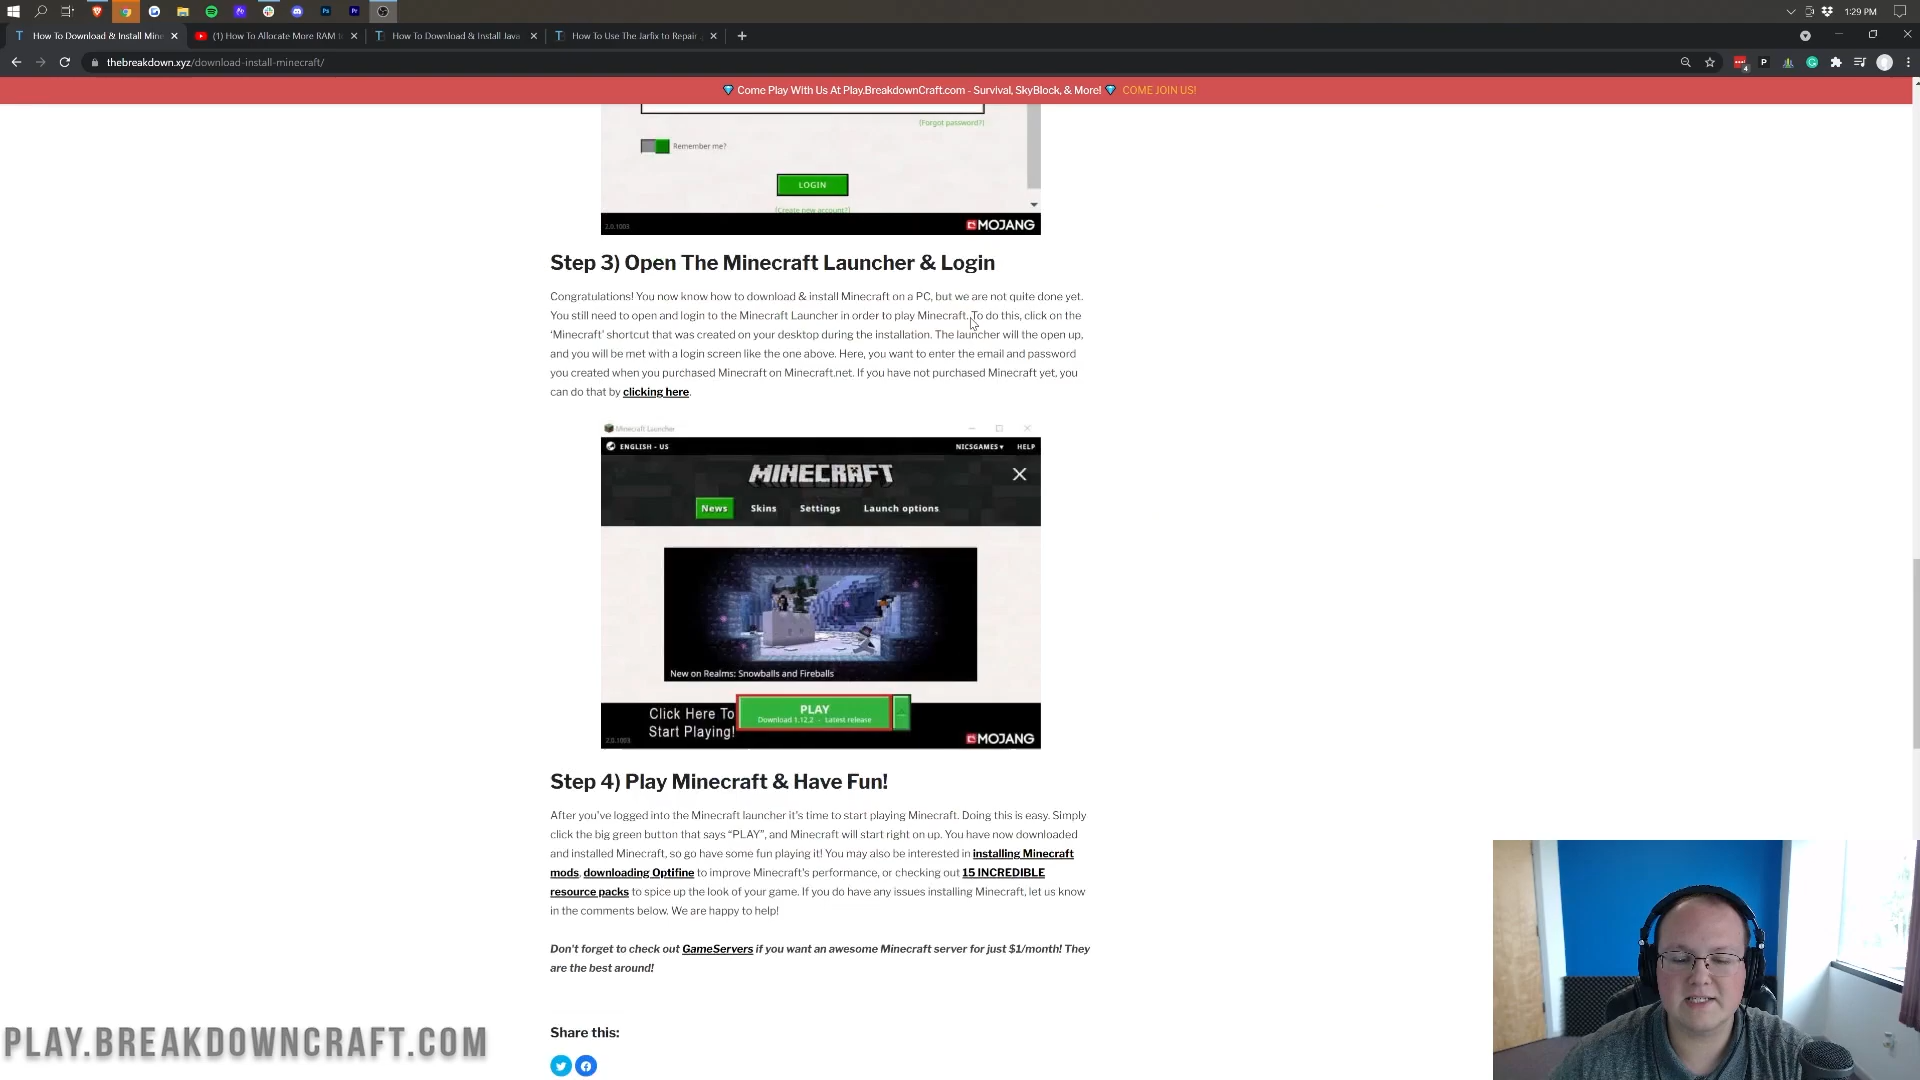 1:29 PM
How To Download & Install Mine
(1) How To Allocate More RAM t
How To Download & Install Java
How To Use The Jarfix to Repair
thebreakdown.xyz/download-install-minecraft/
Come Play With Us At Play.BreakdownCraft.com - Survival, SkyBlock, & More! COME JOIN US!
(Forgot password?)
Remember me?
LOGIN
(Create new account?)
2.0.1003
MOJANG
Step 3) Open The Minecraft Launcher & Login
Congratulations! You now know how to download & install Minecraft on a PC, but we are not quite done yet.
You still need to open and login to the Minecraft Launcher in order to play Minecraft. To do this, click on the
‘Minecraft’ shortcut that was created on your desktop during the installation. The launcher will the open up,
and you will be met with a login screen like the one above. Here, you want to enter the email and password
you created when you purchased Minecraft on Minecraft.net. If you have not purchased Minecraft yet, you
can do that by clicking here.
Minecraft Launcher
ENGLISH - US
NICSGAMES
HELP
MINECRAFT
News
Skins
Settings
Launch options
New on Realms: Snowballs and Fireballs
Click Here To
Start Playing!
PLAY
Download 1.12.2 - Latest release
2.0.1003
MOJANG
Step 4) Play Minecraft & Have Fun!
After you've logged into the Minecraft launcher it's time to start playing Minecraft. Doing this is easy. Simply
click the big green button that says “PLAY”, and Minecraft will start right on up. You have now downloaded
and installed Minecraft, so go have some fun playing it! You may also be interested in installing Minecraft
mods, downloading Optifine to improve Minecraft's performance, or checking out 15 INCREDIBLE
resource packs to spice up the look of your game. If you do have any issues installing Minecraft, let us know
in the comments below. We are happy to help!
Don't forget to check out GameServers if you want an awesome Minecraft server for just $1/month! They
are the best around!
Share this:
PLAY.BREAKDOWNCRAFT.COM